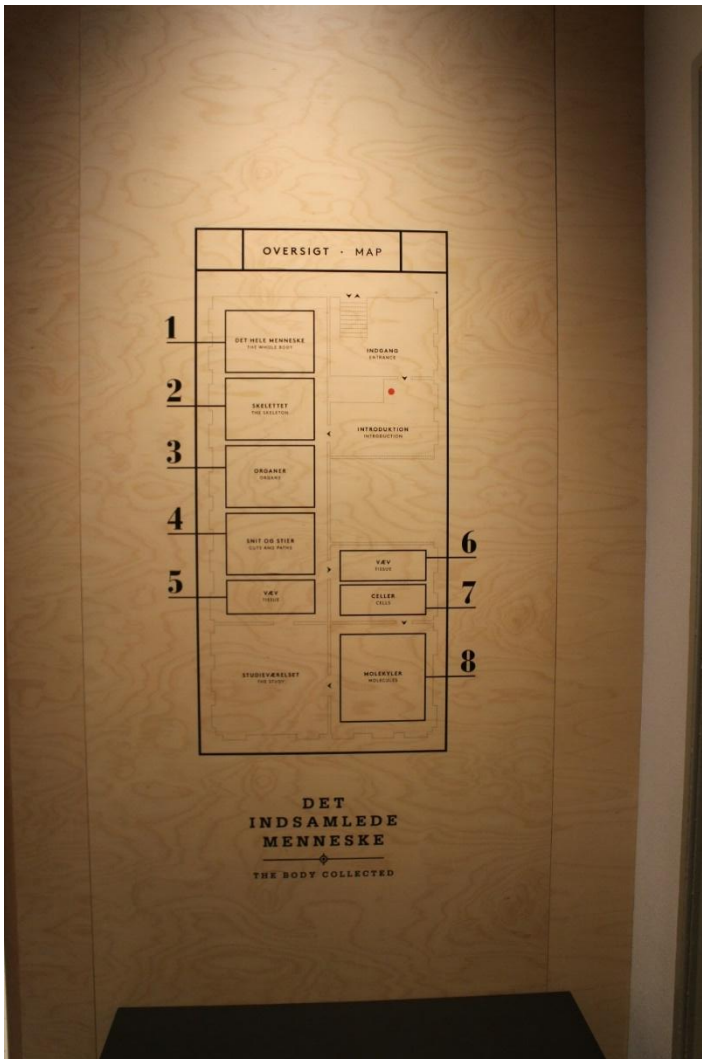 OVERSIGT · MAP
1
DET HELE MENNESKE
THE WHOLE BODY
2
SKELETTET
THE SKELETON
3
ORGANER
ORGANS
4
SNIT OG STIER
CUTS AND PATHS
5
VÆV
TISSUE
STUDIEVÆRELSET
THE STUDY
INDGANG
ENTRANCE
INTRODUKTION
INTRODUCTION
6
VÆV
TISSUE
7
CELLER
CELLS
8
MOLEKYLER
MOLECULES
DET
INDSAMLEDE
MENNESKE
THE BODY COLLECTED